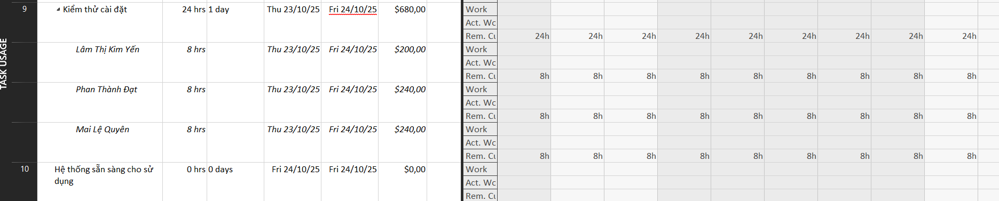 TASK USAGE
9 Kiểm thử cài đặt 24 hrs 1 day Thu 23/10/25 Fri 24/10/25 $680,00 Work
Act. Wc
Rem. Cu 24h 24h 24h 24h 24h 24h 24h 24h 24h
Lâm Thị Kim Yến 8 hrs Thu 23/10/25 Fri 24/10/25 $200,00 Work
Act. Wc
Rem. Cu 8h 8h 8h 8h 8h 8h 8h 8h 8h
Phan Thành Đạt 8 hrs Thu 23/10/25 Fri 24/10/25 $240,00 Work
Act. Wc
Rem. Cu 8h 8h 8h 8h 8h 8h 8h 8h 8h
Mai Lệ Quyên 8 hrs Thu 23/10/25 Fri 24/10/25 $240,00 Work
Act. Wc
Rem. Cu 8h 8h 8h 8h 8h 8h 8h 8h 8h
10 Hệ thống sẵn sàng cho sử 0 hrs 0 days Fri 24/10/25 Fri 24/10/25 $0,00 Work
dụng Act. Wc
Rem. Cu